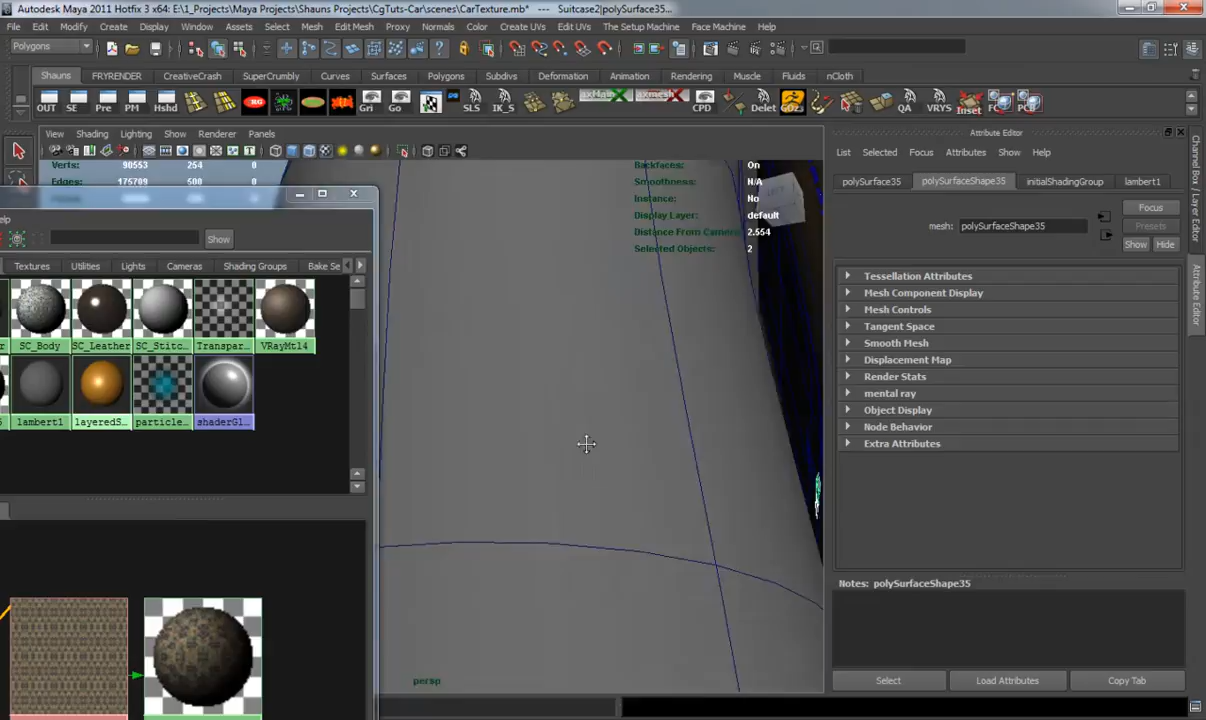 Autodesk Maya 2011 Hotfix 3 x64: E:\1_Projects\Maya Projects\Shauns Projects\CgTuts-Car\scenes\CarTexture.mb* --- Suitcase2|polySurface35...
File Edit Modify Create Display Window Assets Select Mesh Edit Mesh Proxy Normals Color Create UVs Edit UVs The Setup Machine Face Machine Help
Polygons
Shauns FRYRENDER CreativeCrash SuperCrumbly Curves Surfaces Polygons Subdivs Deformation Animation Rendering Muscle Fluids nCloth
OUT SE Pre PM Hshd Gri Go SLS IK_S CPD Delet GOz3 QA VRYS Inset FC PCB
View Shading Lighting Show Renderer Panels
Verts: 90553 254 0
Edges: 175709 500 0
Backfaces: On
Smoothness: N/A
Instance: No
Display Layer: default
Distance From Camera 2.554
Selected Objects: 2
Show
Textures Utilities Lights Cameras Shading Groups Bake Se
SC_Body SC_Leather SC_Stitc... Transpar... VRayMtl4
lambert1 layeredS... particle... shaderGl...
persp
Attribute Editor
List Selected Focus Attributes Show Help
polySurface35 polySurfaceShape35 initialShadingGroup lambert1
mesh: polySurfaceShape35
Focus
Presets
Show Hide
Tessellation Attributes
Mesh Component Display
Mesh Controls
Tangent Space
Smooth Mesh
Displacement Map
Render Stats
mental ray
Object Display
Node Behavior
Extra Attributes
Notes: polySurfaceShape35
Select Load Attributes Copy Tab
Channel Box / Layer Editor
Attribute Editor